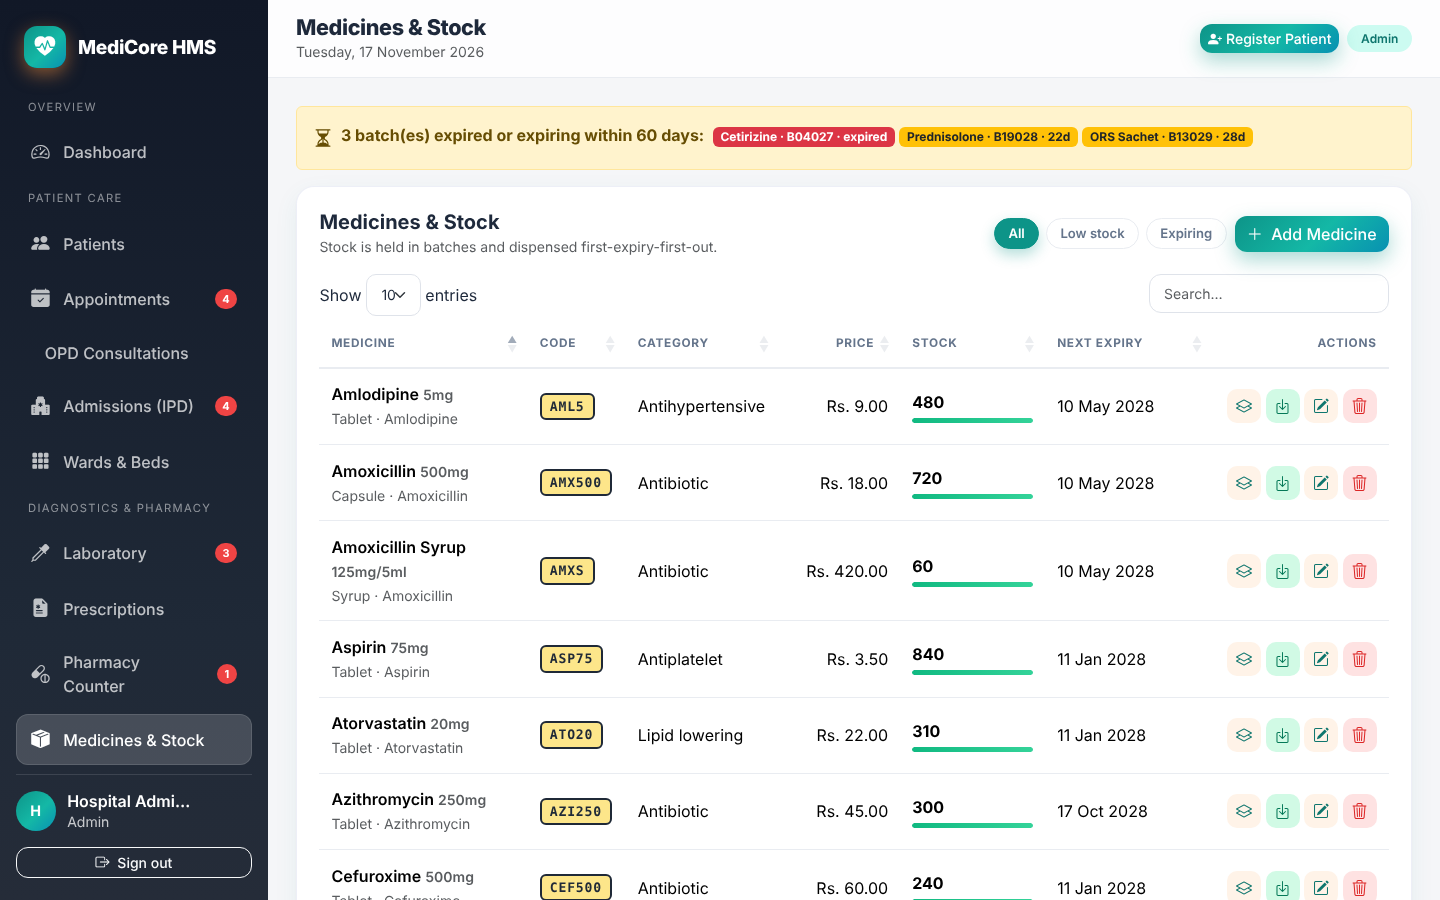 MediCore HMS
OVERVIEW
Dashboard
PATIENT CARE
Patients
Appointments 4
OPD Consultations
Admissions (IPD) 4
Wards & Beds
DIAGNOSTICS & PHARMACY
Laboratory 3
Prescriptions
Pharmacy
Counter 1
Medicines & Stock
H Hospital Admi...
Admin
Sign out
Medicines & Stock
Tuesday, 17 November 2026
Register Patient Admin
3 batch(es) expired or expiring within 60 days: Cetirizine · B04027 · expired Prednisolone · B19028 · 22d ORS Sachet · B13029 · 28d
Medicines & Stock
Stock is held in batches and dispensed first-expiry-first-out.
All Low stock Expiring + Add Medicine
Show 10 entries Search...
MEDICINE CODE CATEGORY PRICE STOCK NEXT EXPIRY ACTIONS
Amlodipine 5mg
Tablet · Amlodipine
AML5 Antihypertensive Rs. 9.00 480 10 May 2028
Amoxicillin 500mg
Capsule · Amoxicillin
AMX500 Antibiotic Rs. 18.00 720 10 May 2028
Amoxicillin Syrup
125mg/5ml
Syrup · Amoxicillin
AMXS Antibiotic Rs. 420.00 60 10 May 2028
Aspirin 75mg
Tablet · Aspirin
ASP75 Antiplatelet Rs. 3.50 840 11 Jan 2028
Atorvastatin 20mg
Tablet · Atorvastatin
ATO20 Lipid lowering Rs. 22.00 310 11 Jan 2028
Azithromycin 250mg
Tablet · Azithromycin
AZI250 Antibiotic Rs. 45.00 300 17 Oct 2028
Cefuroxime 500mg
Tablet · Cefuroxime
CEF500 Antibiotic Rs. 60.00 240 11 Jan 2028